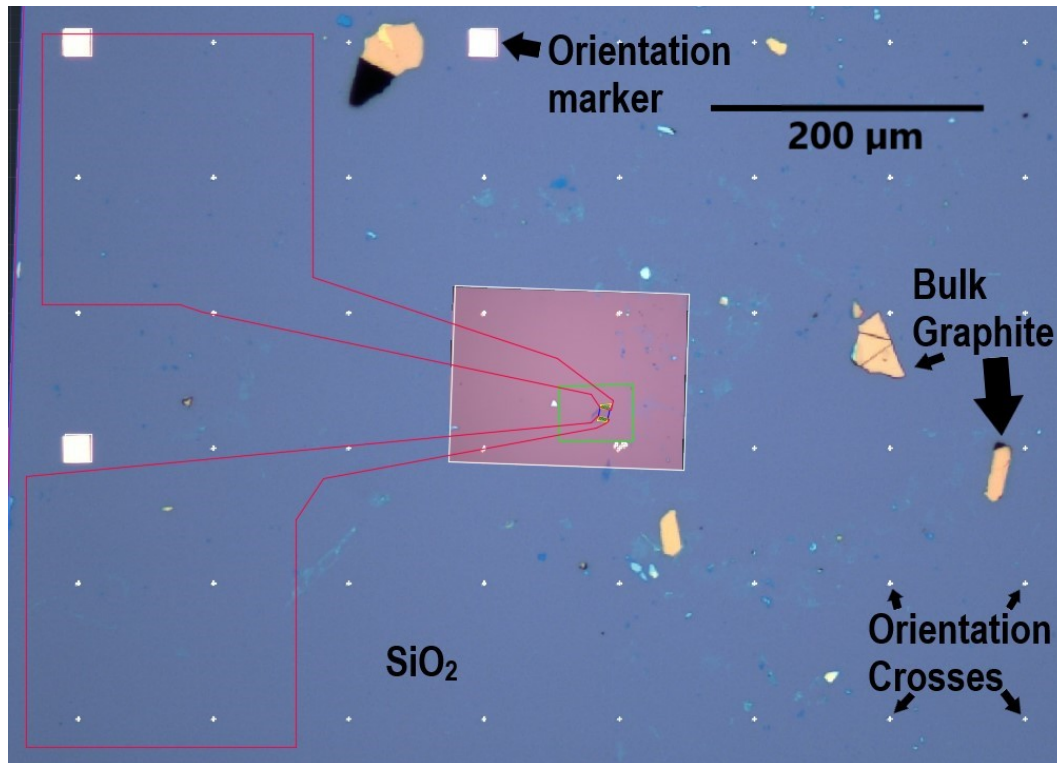 Orientation
marker
200 µm
Bulk
Graphite
Orientation
Crosses
SiO₂